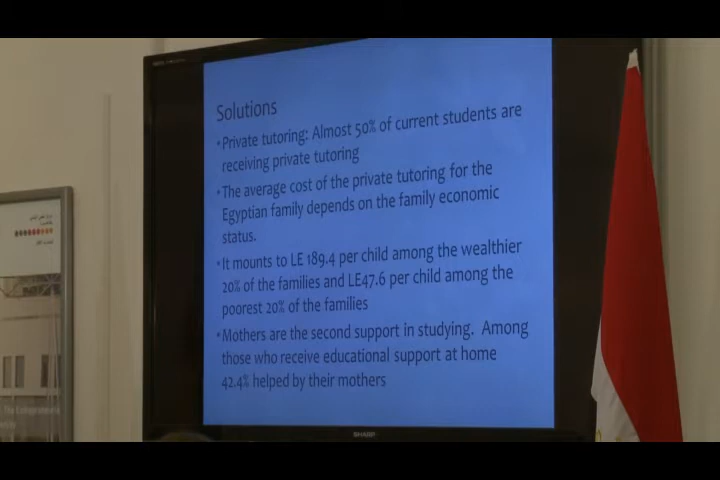 Solutions
•Private tutoring: Almost 50% of current students are
receiving private tutoring
•The average cost of the private tutoring for the
Egyptian family depends on the family economic
status.
•It mounts to LE 189.4 per child among the wealthier
20% of the families and LE47.6 per child among the
poorest 20% of the families
•Mothers are the second support in studying. Among
those who receive educational support at home
42.4% helped by their mothers
SHARP
The Entrepreneurial